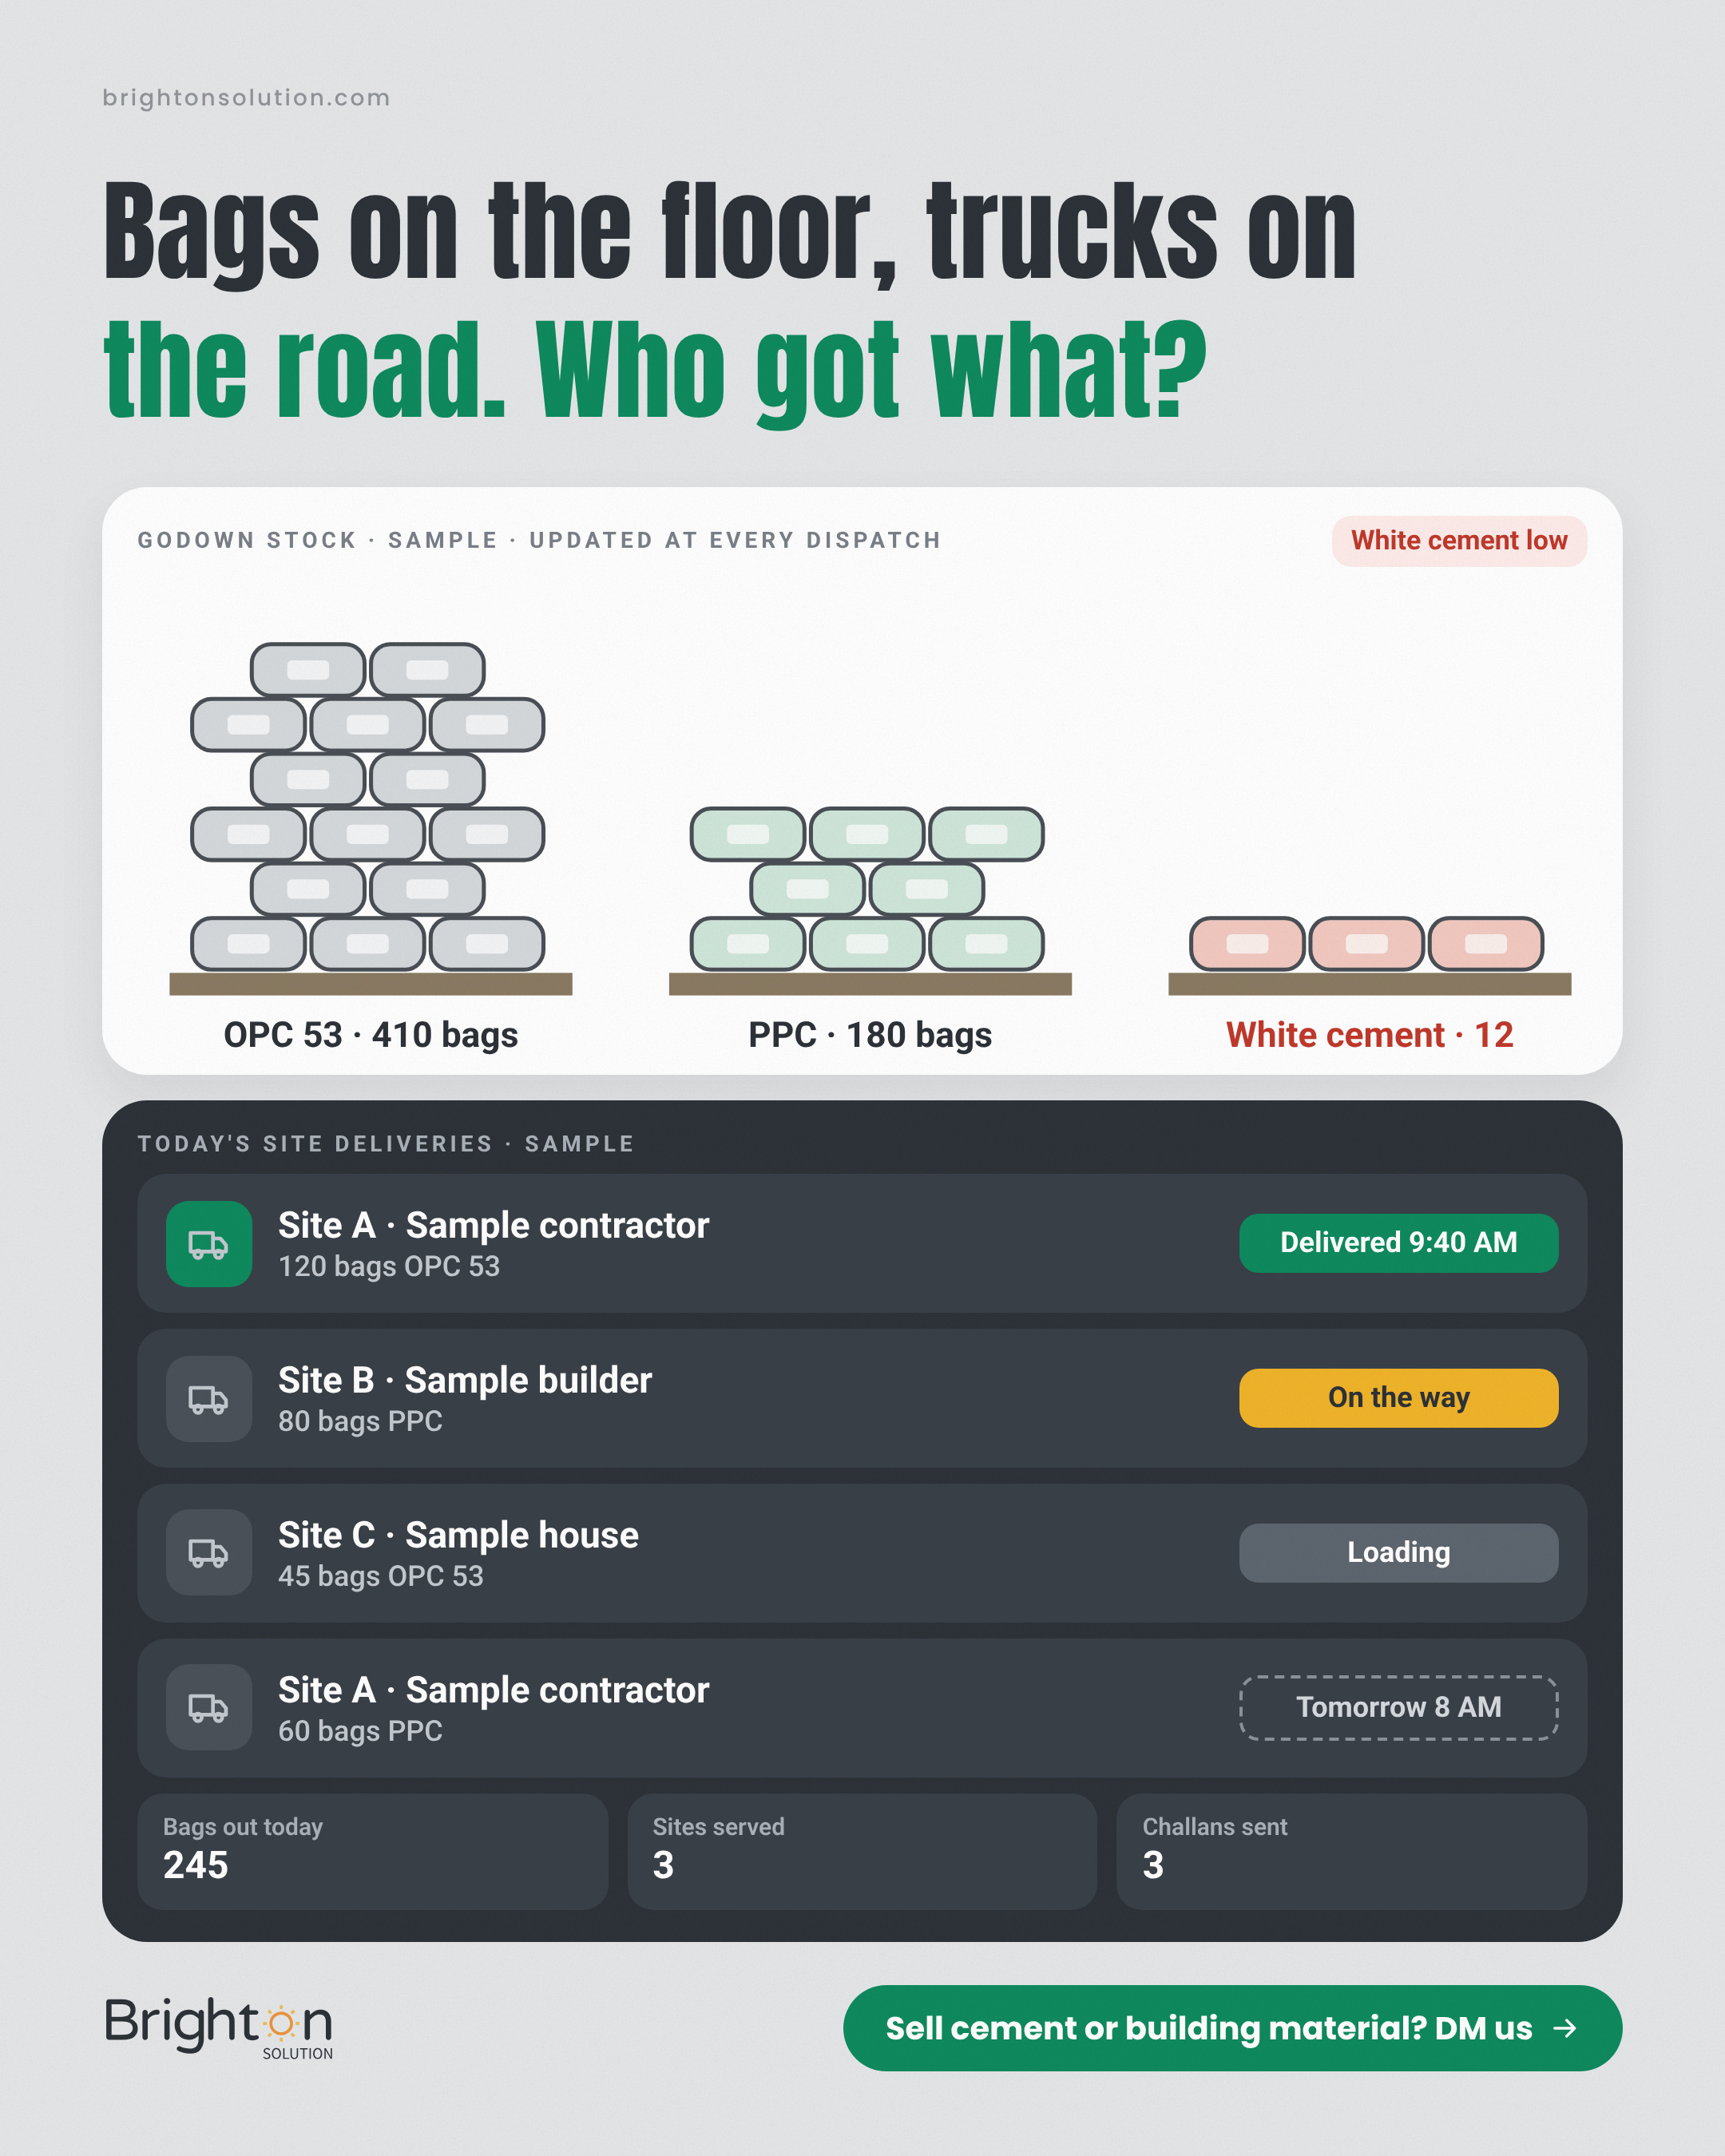 brightonsolution.com
Bags on the floor, trucks on
the road. Who got what?
GODOWN STOCK · SAMPLE · UPDATED AT EVERY DISPATCH
White cement low
OPC 53 · 410 bags
PPC · 180 bags
White cement · 12
TODAY'S SITE DELIVERIES · SAMPLE
Site A · Sample contractor
120 bags OPC 53
Delivered 9:40 AM
Site B · Sample builder
80 bags PPC
On the way
Site C · Sample house
45 bags OPC 53
Loading
Site A · Sample contractor
60 bags PPC
Tomorrow 8 AM
Bags out today
245
Sites served
3
Challans sent
3
Brighton
SOLUTION
Sell cement or building material? DM us →